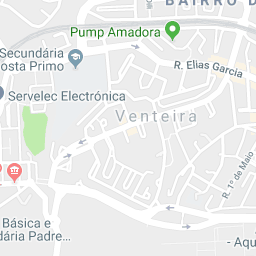 BAIRRO D
Pump Amadora
Secundária
osta Primo
R. Elias Garcia
Servelec Electrónica
Venteira
R. 1º de Maio
Básica e
dária Padre...
- Aqu